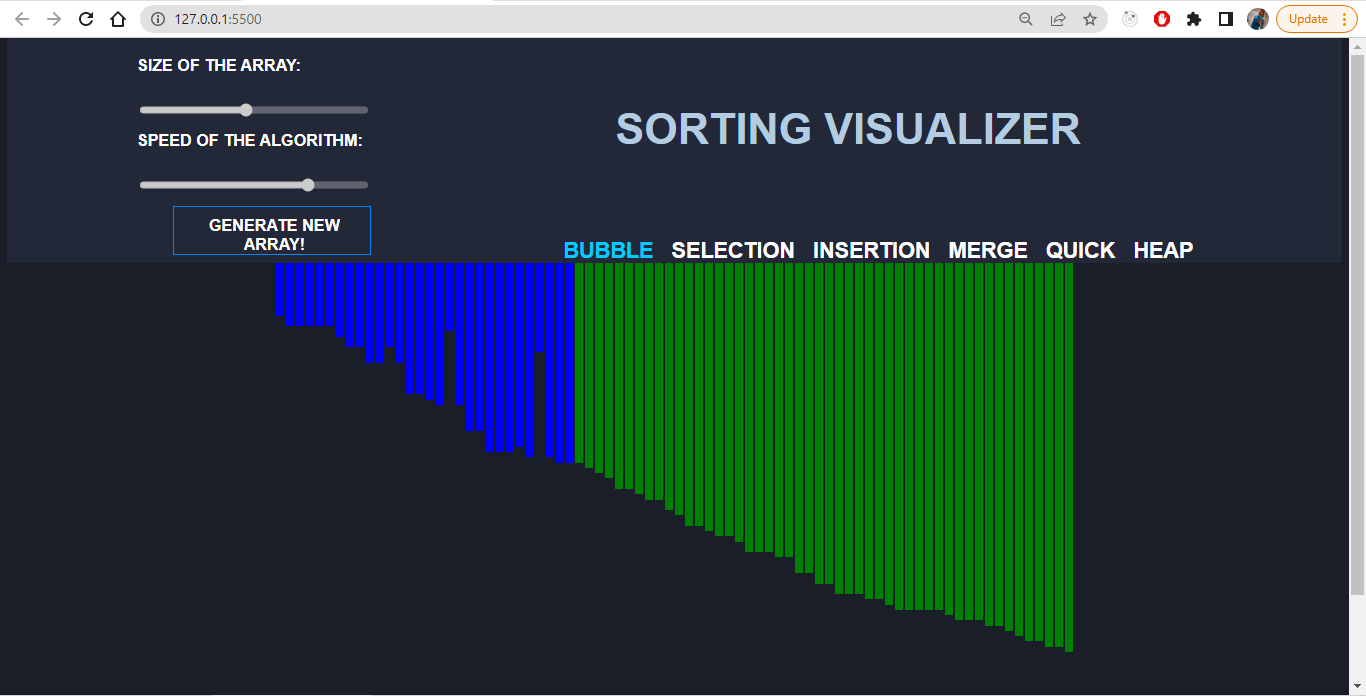 127.0.0.1:5500
Update
SIZE OF THE ARRAY:
SPEED OF THE ALGORITHM:
GENERATE NEW
ARRAY!
SORTING VISUALIZER
BUBBLE SELECTION INSERTION MERGE QUICK HEAP